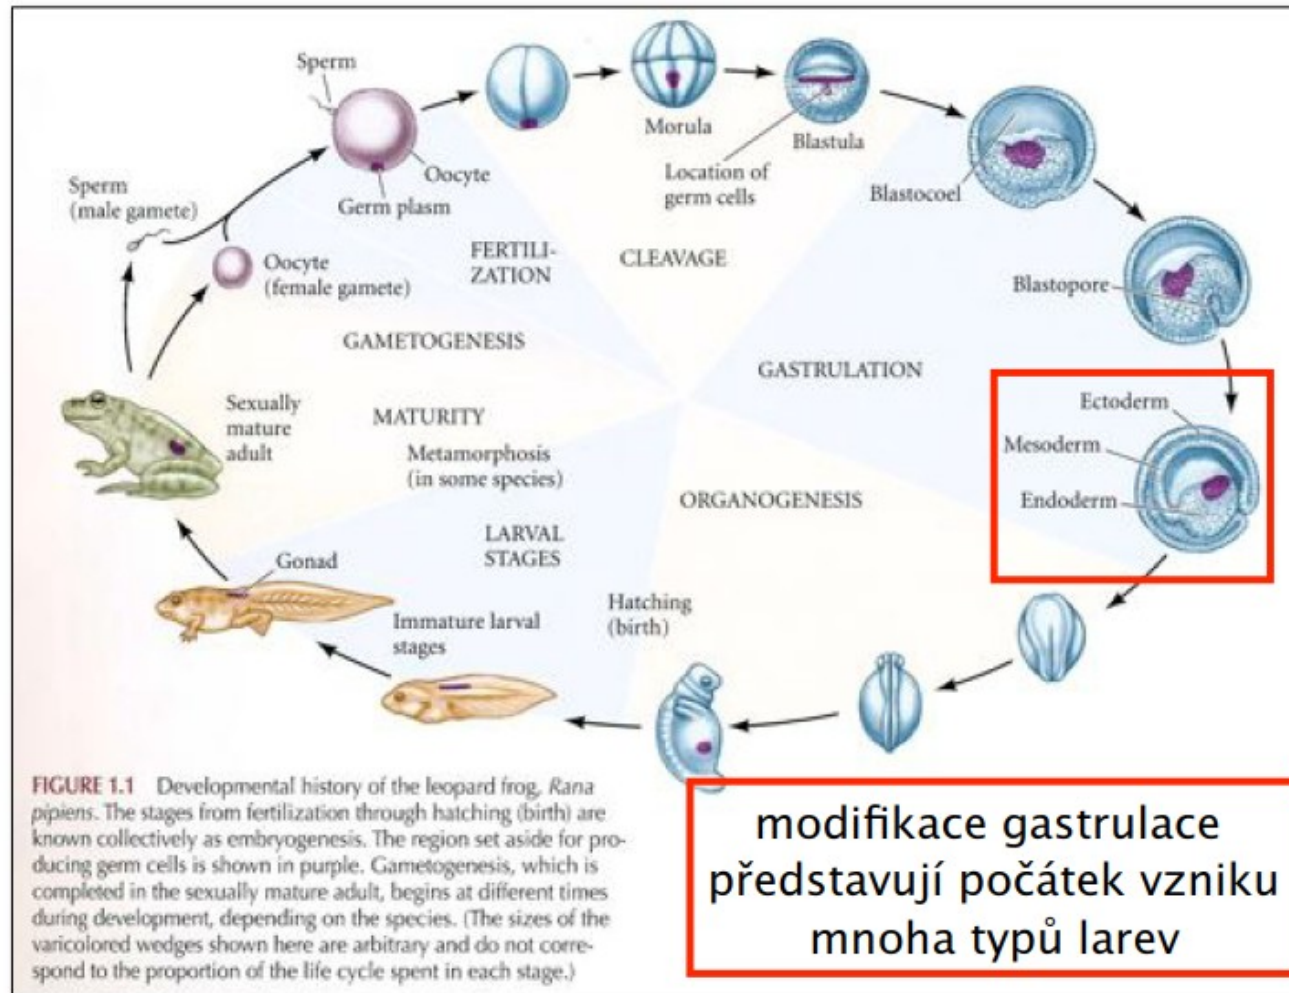 Sperm
Morula
Blastula
Oocyte
Germ plasm
Location of
germ cells
Blastocoel
Sperm
(male gamete)
Oocyte
(female gamete)
FERTILI-
ZATION
CLEAVAGE
Blastopore
GAMETOGENESIS
GASTRULATION
Sexually
mature
adult
MATURITY
Metamorphosis
(in some species)
Ectoderm
Mesoderm
Endoderm
ORGANOGENESIS
LARVAL
STAGES
Gonad
Immature larval
stages
Hatching
(birth)
FIGURE 1.1 Developmental history of the leopard frog, Rana
pipiens. The stages from fertilization through hatching (birth) are
known collectively as embryogenesis. The region set aside for pro-
ducing germ cells is shown in purple. Gametogenesis, which is
completed in the sexually mature adult, begins at different times
during development, depending on the species. (The sizes of the
varicolored wedges shown here are arbitrary and do not corre-
spond to the proportion of the life cycle spent in each stage.)
modifikace gastrulace
představují počátek vzniku
mnoha typů larev